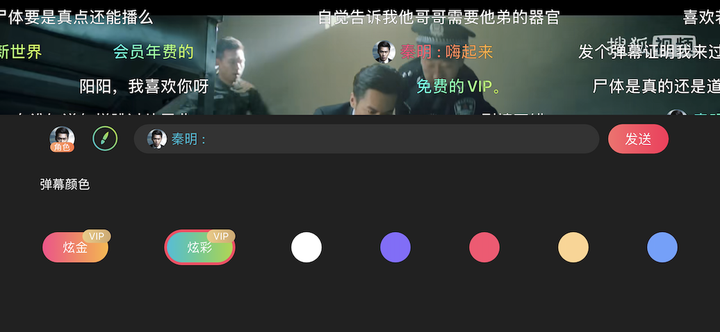 尸体要是真点还能播么
自觉告诉我他哥哥需要他弟的器官
喜欢若
搜狐视频
新世界
会员年费的
秦明：嗨起来
发个弹幕证明我来过
阳阳，我喜欢你呀
免费的VIP。
尸体是真的还是道
角色
秦明：
发送
弹幕颜色
炫金
VIP
炫彩
VIP